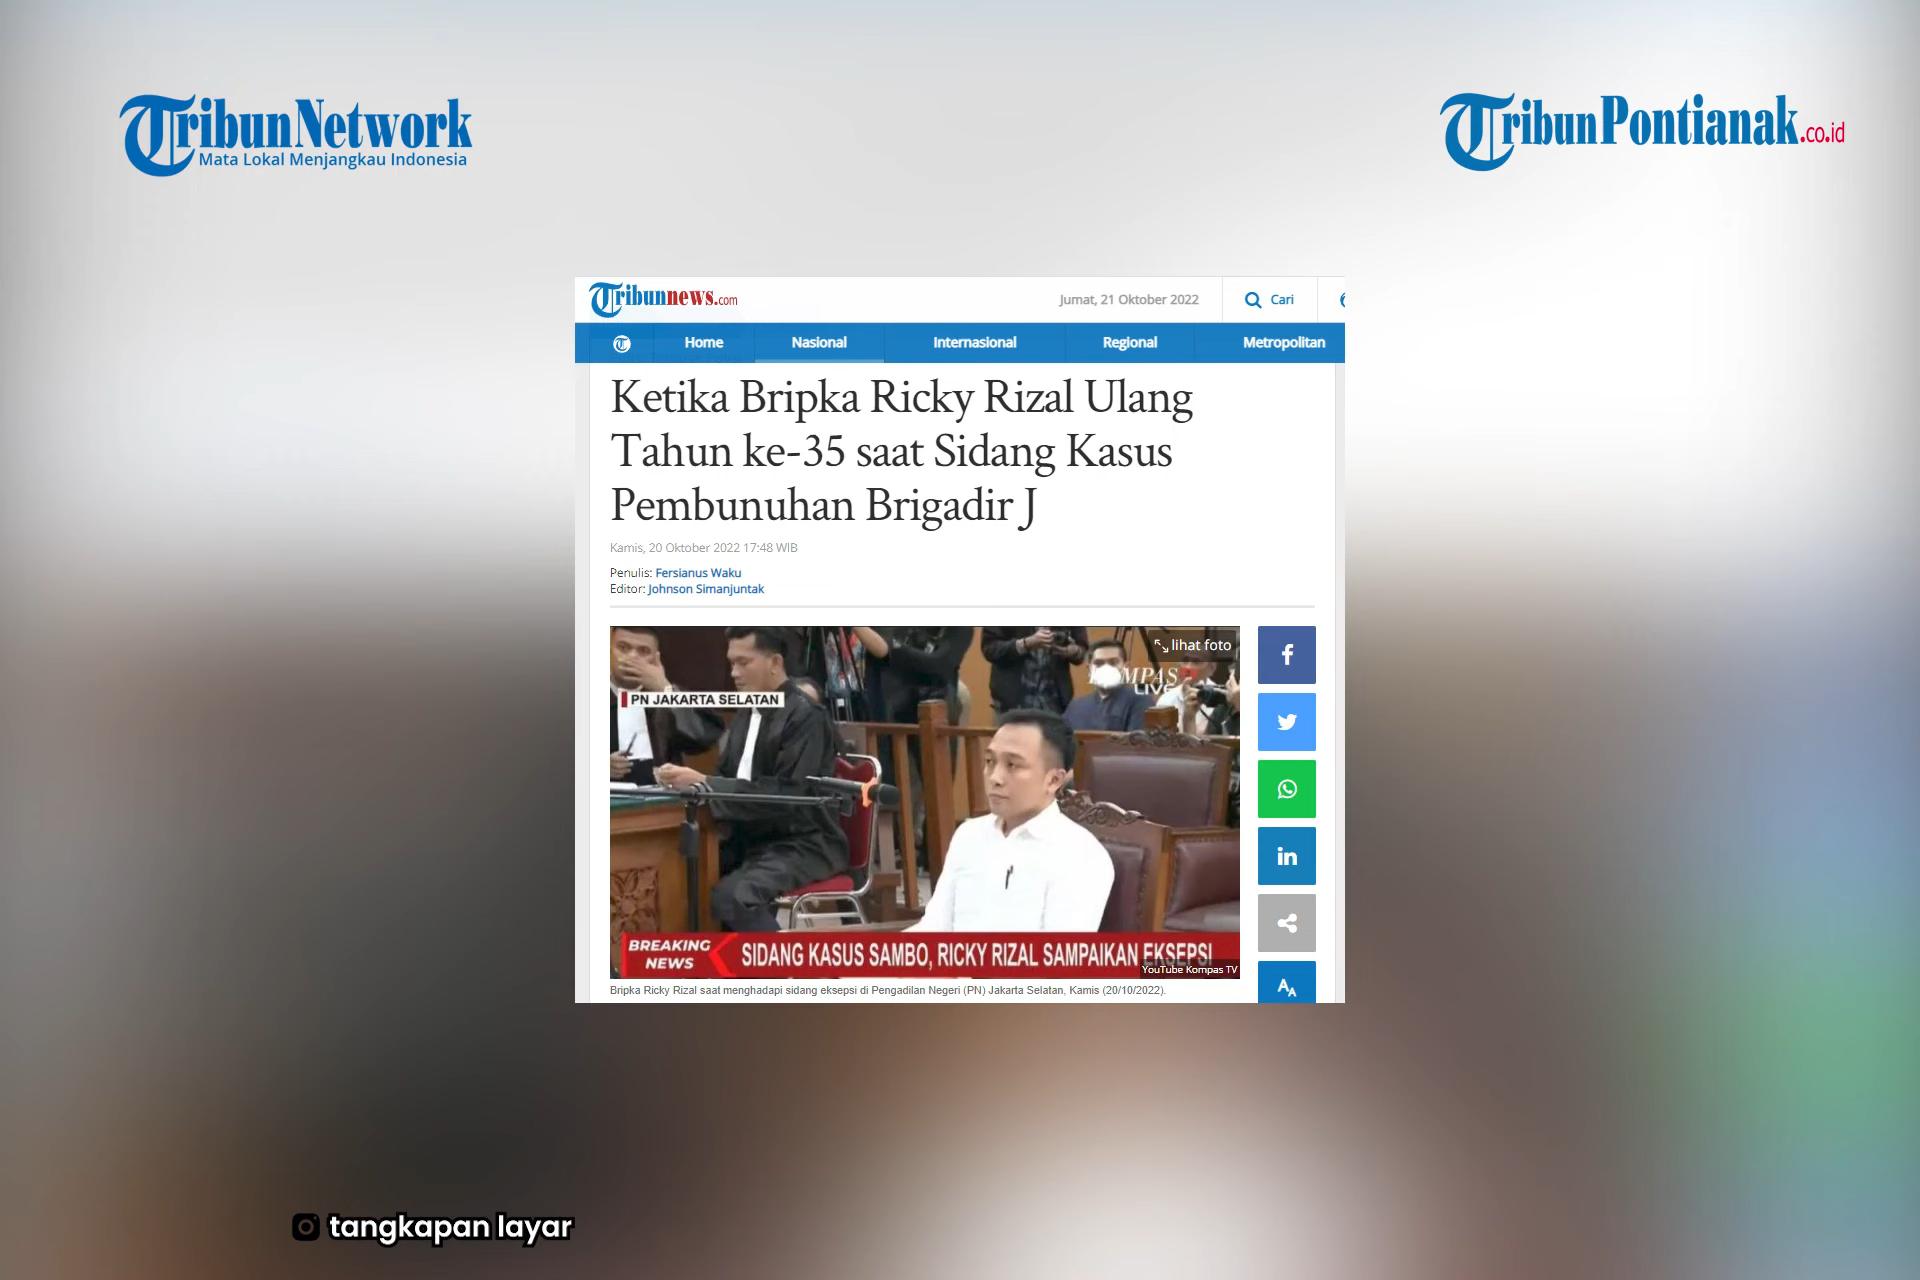 TribunNetwork
Mata Lokal Menjangkau Indonesia
TribunPontianak.co.id
Tribunnews.com
Jumat, 21 Oktober 2022
Cari
Home
Nasional
Internasional
Regional
Metropolitan
Ketika Bripka Ricky Rizal Ulang
Tahun ke-35 saat Sidang Kasus
Pembunuhan Brigadir J
Kamis, 20 Oktober 2022 17:48 WIB
Penulis: Fersianus Waku
Editor: Johnson Simanjuntak
lihat foto
KOMPAS
LIVE
PN JAKARTA SELATAN
BREAKING
NEWS
SIDANG KASUS SAMBO, RICKY RIZAL SAMPAIKAN EKSEPSI
YouTube Kompas TV
Bripka Ricky Rizal saat menghadapi sidang eksepsi di Pengadilan Negeri (PN) Jakarta Selatan, Kamis (20/10/2022).
AA
tangkapan layar